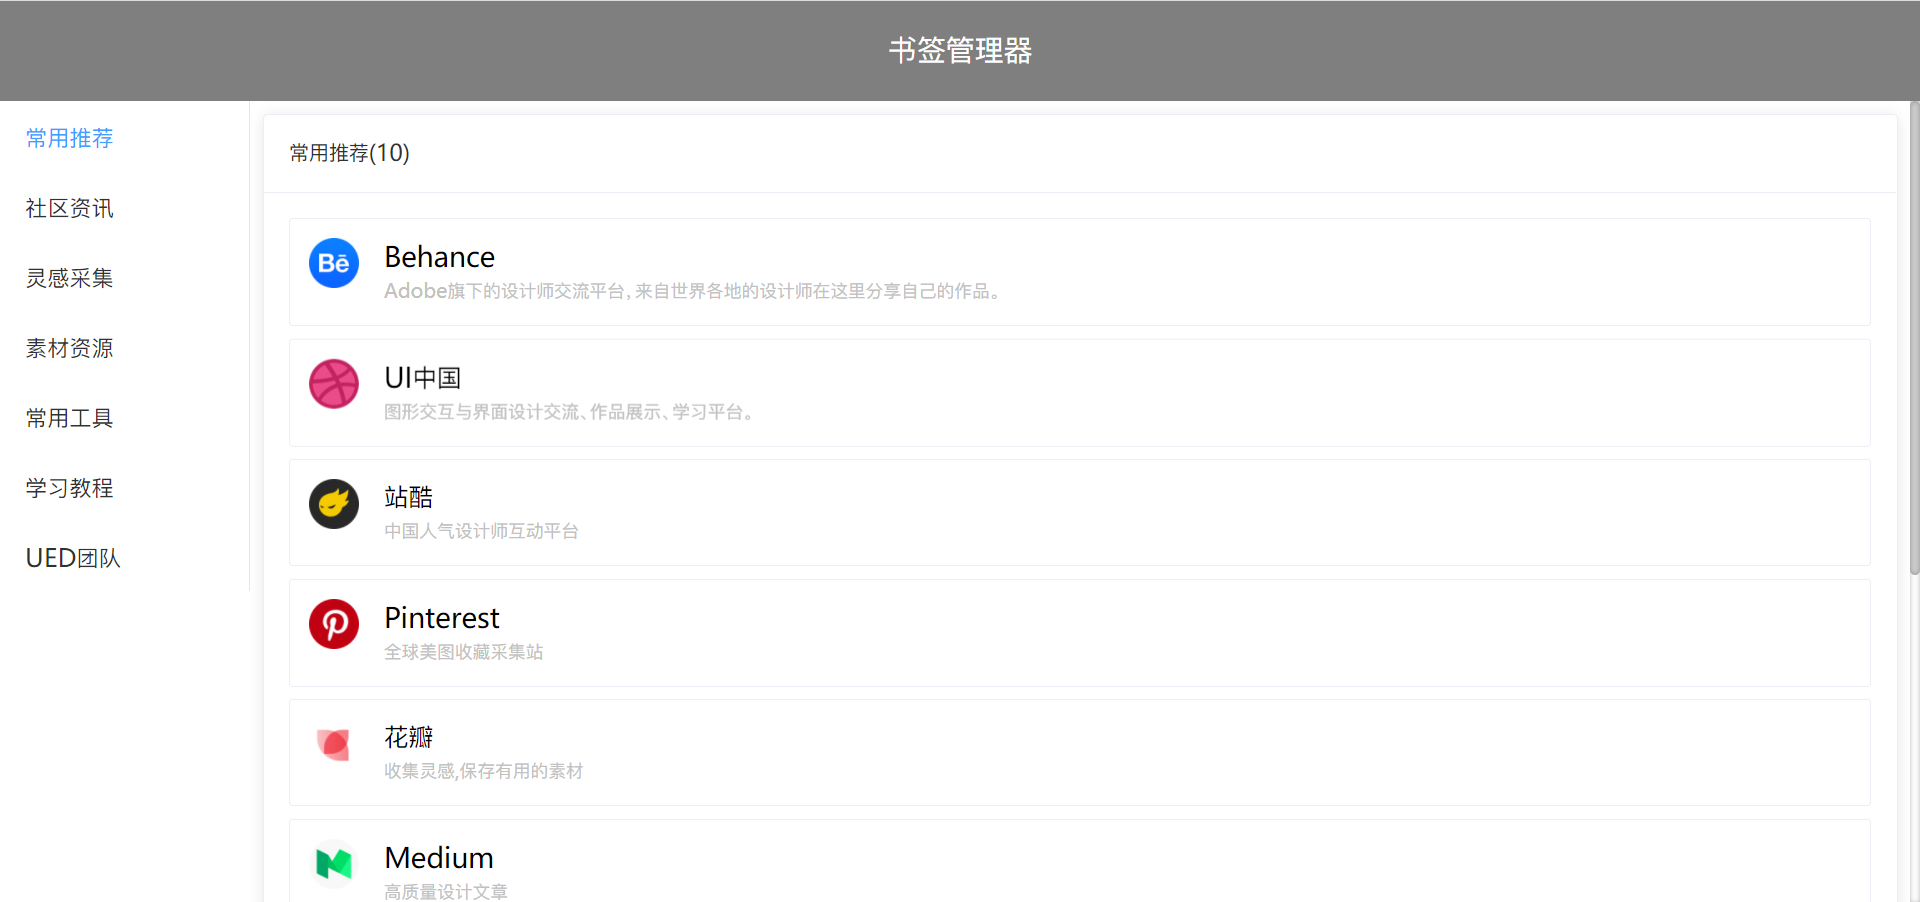 书签管理器
常用推荐
社区资讯
灵感采集
素材资源
常用工具
学习教程
UED团队
常用推荐(10)
Bē
Behance
Adobe旗下的设计师交流平台，来自世界各地的设计师在这里分享自己的作品。
UI中国
图形交互与界面设计交流、作品展示、学习平台。
站酷
中国人气设计师互动平台
Pinterest
全球美图收藏采集站
花瓣
收集灵感,保存有用的素材
Medium
高质量设计文章